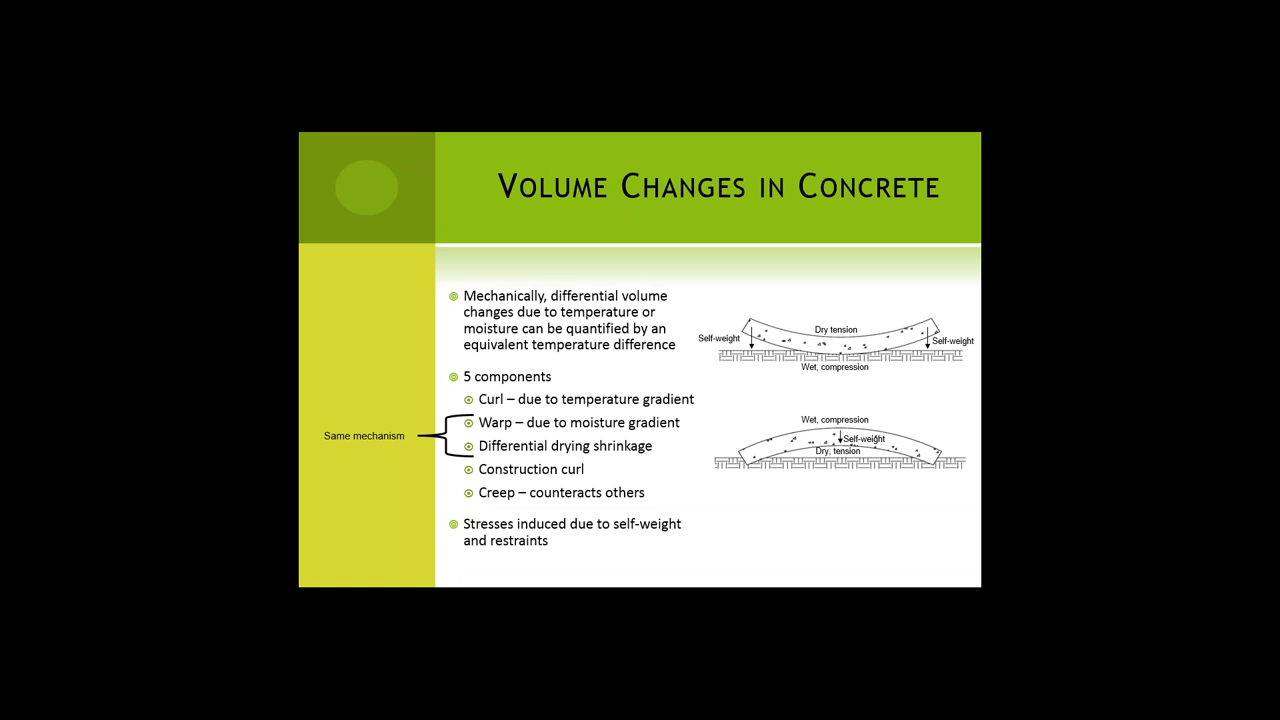 VOLUME CHANGES IN CONCRETE
Mechanically, differential volume
changes due to temperature or
moisture can be quantified by an
equivalent temperature difference
5 components
Curl – due to temperature gradient
Warp – due to moisture gradient
Differential drying shrinkage
Construction curl
Creep – counteracts others
Stresses induced due to self-weight
and restraints
Same mechanism
Dry tension
Self-weight
Self-weight
Wet, compression
Wet, compression
Self-weight
Dry, tension